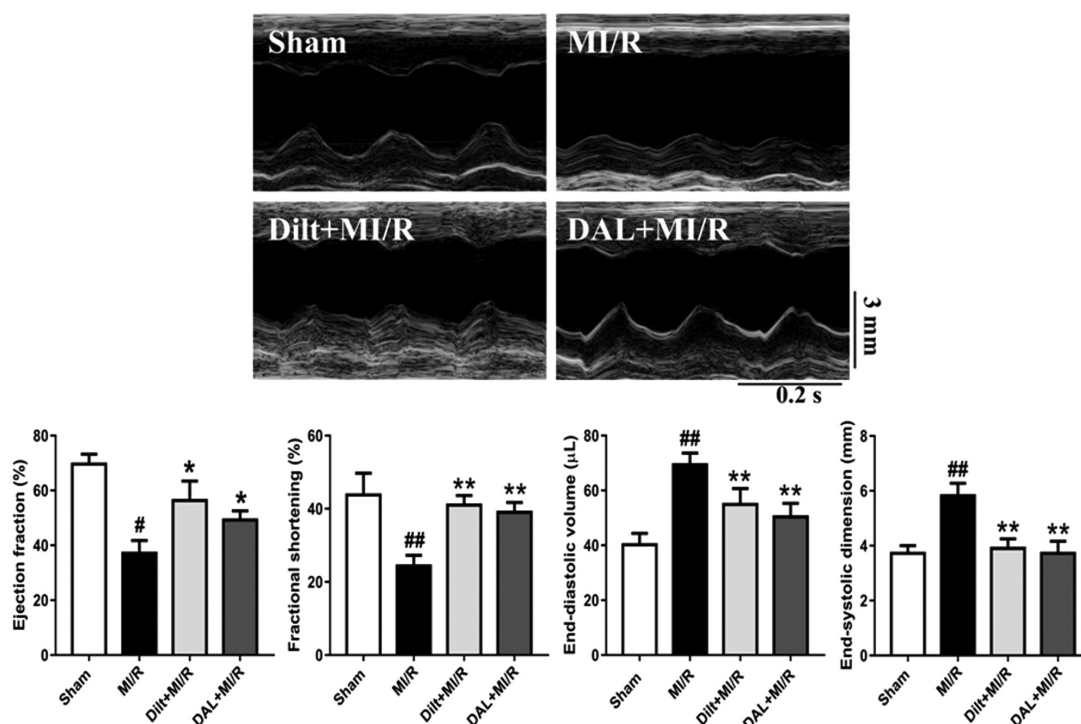 Sham
MI/R
Dilt+MI/R
DAL+MI/R
3 mm
0.2 s
Ejection fraction (%)
80
60
40
20
0
#
*
*
Sham
MI/R
Dilt+MI/R
DAL+MI/R
Fractional shortening (%)
60
40
20
0
##
**
**
Sham
MI/R
Dilt+MI/R
DAL+MI/R
End-diastolic volume (μL)
80
60
40
20
0
##
**
**
Sham
MI/R
Dilt+MI/R
DAL+MI/R
End-systolic dimension (mm)
8
6
4
2
0
##
**
**
Sham
MI/R
Dilt+MI/R
DAL+MI/R